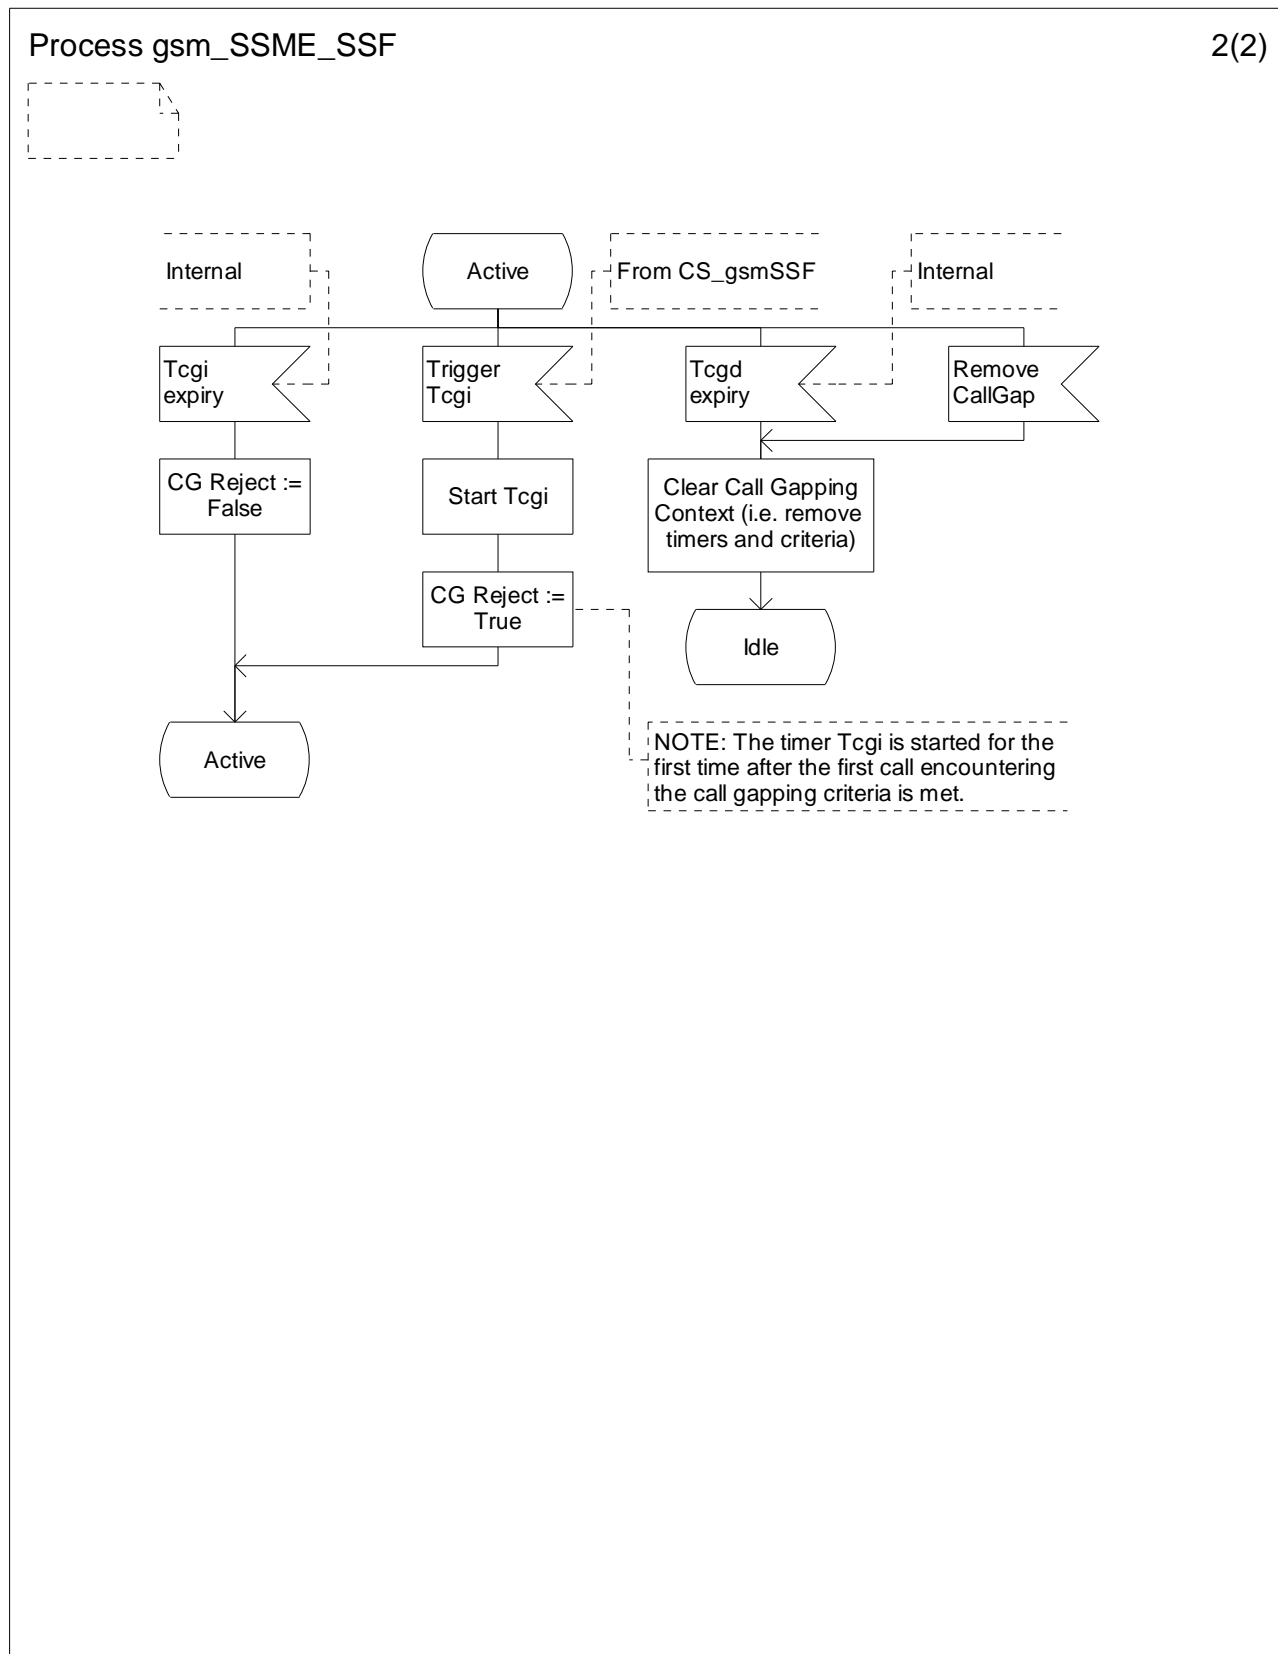 Process gsm_SSME_SSF
2(2)
Internal
Active
From CS_gsmSSF
Internal
Tcgi
expiry
Trigger
Tcgi
Tcgd
expiry
Remove
CallGap
CG Reject :=
False
Start Tcgi
Clear Call Gapping
Context (i.e. remove
timers and criteria)
CG Reject :=
True
Idle
Active
NOTE: The timer Tcgi is started for the
first time after the first call encountering
the call gapping criteria is met.